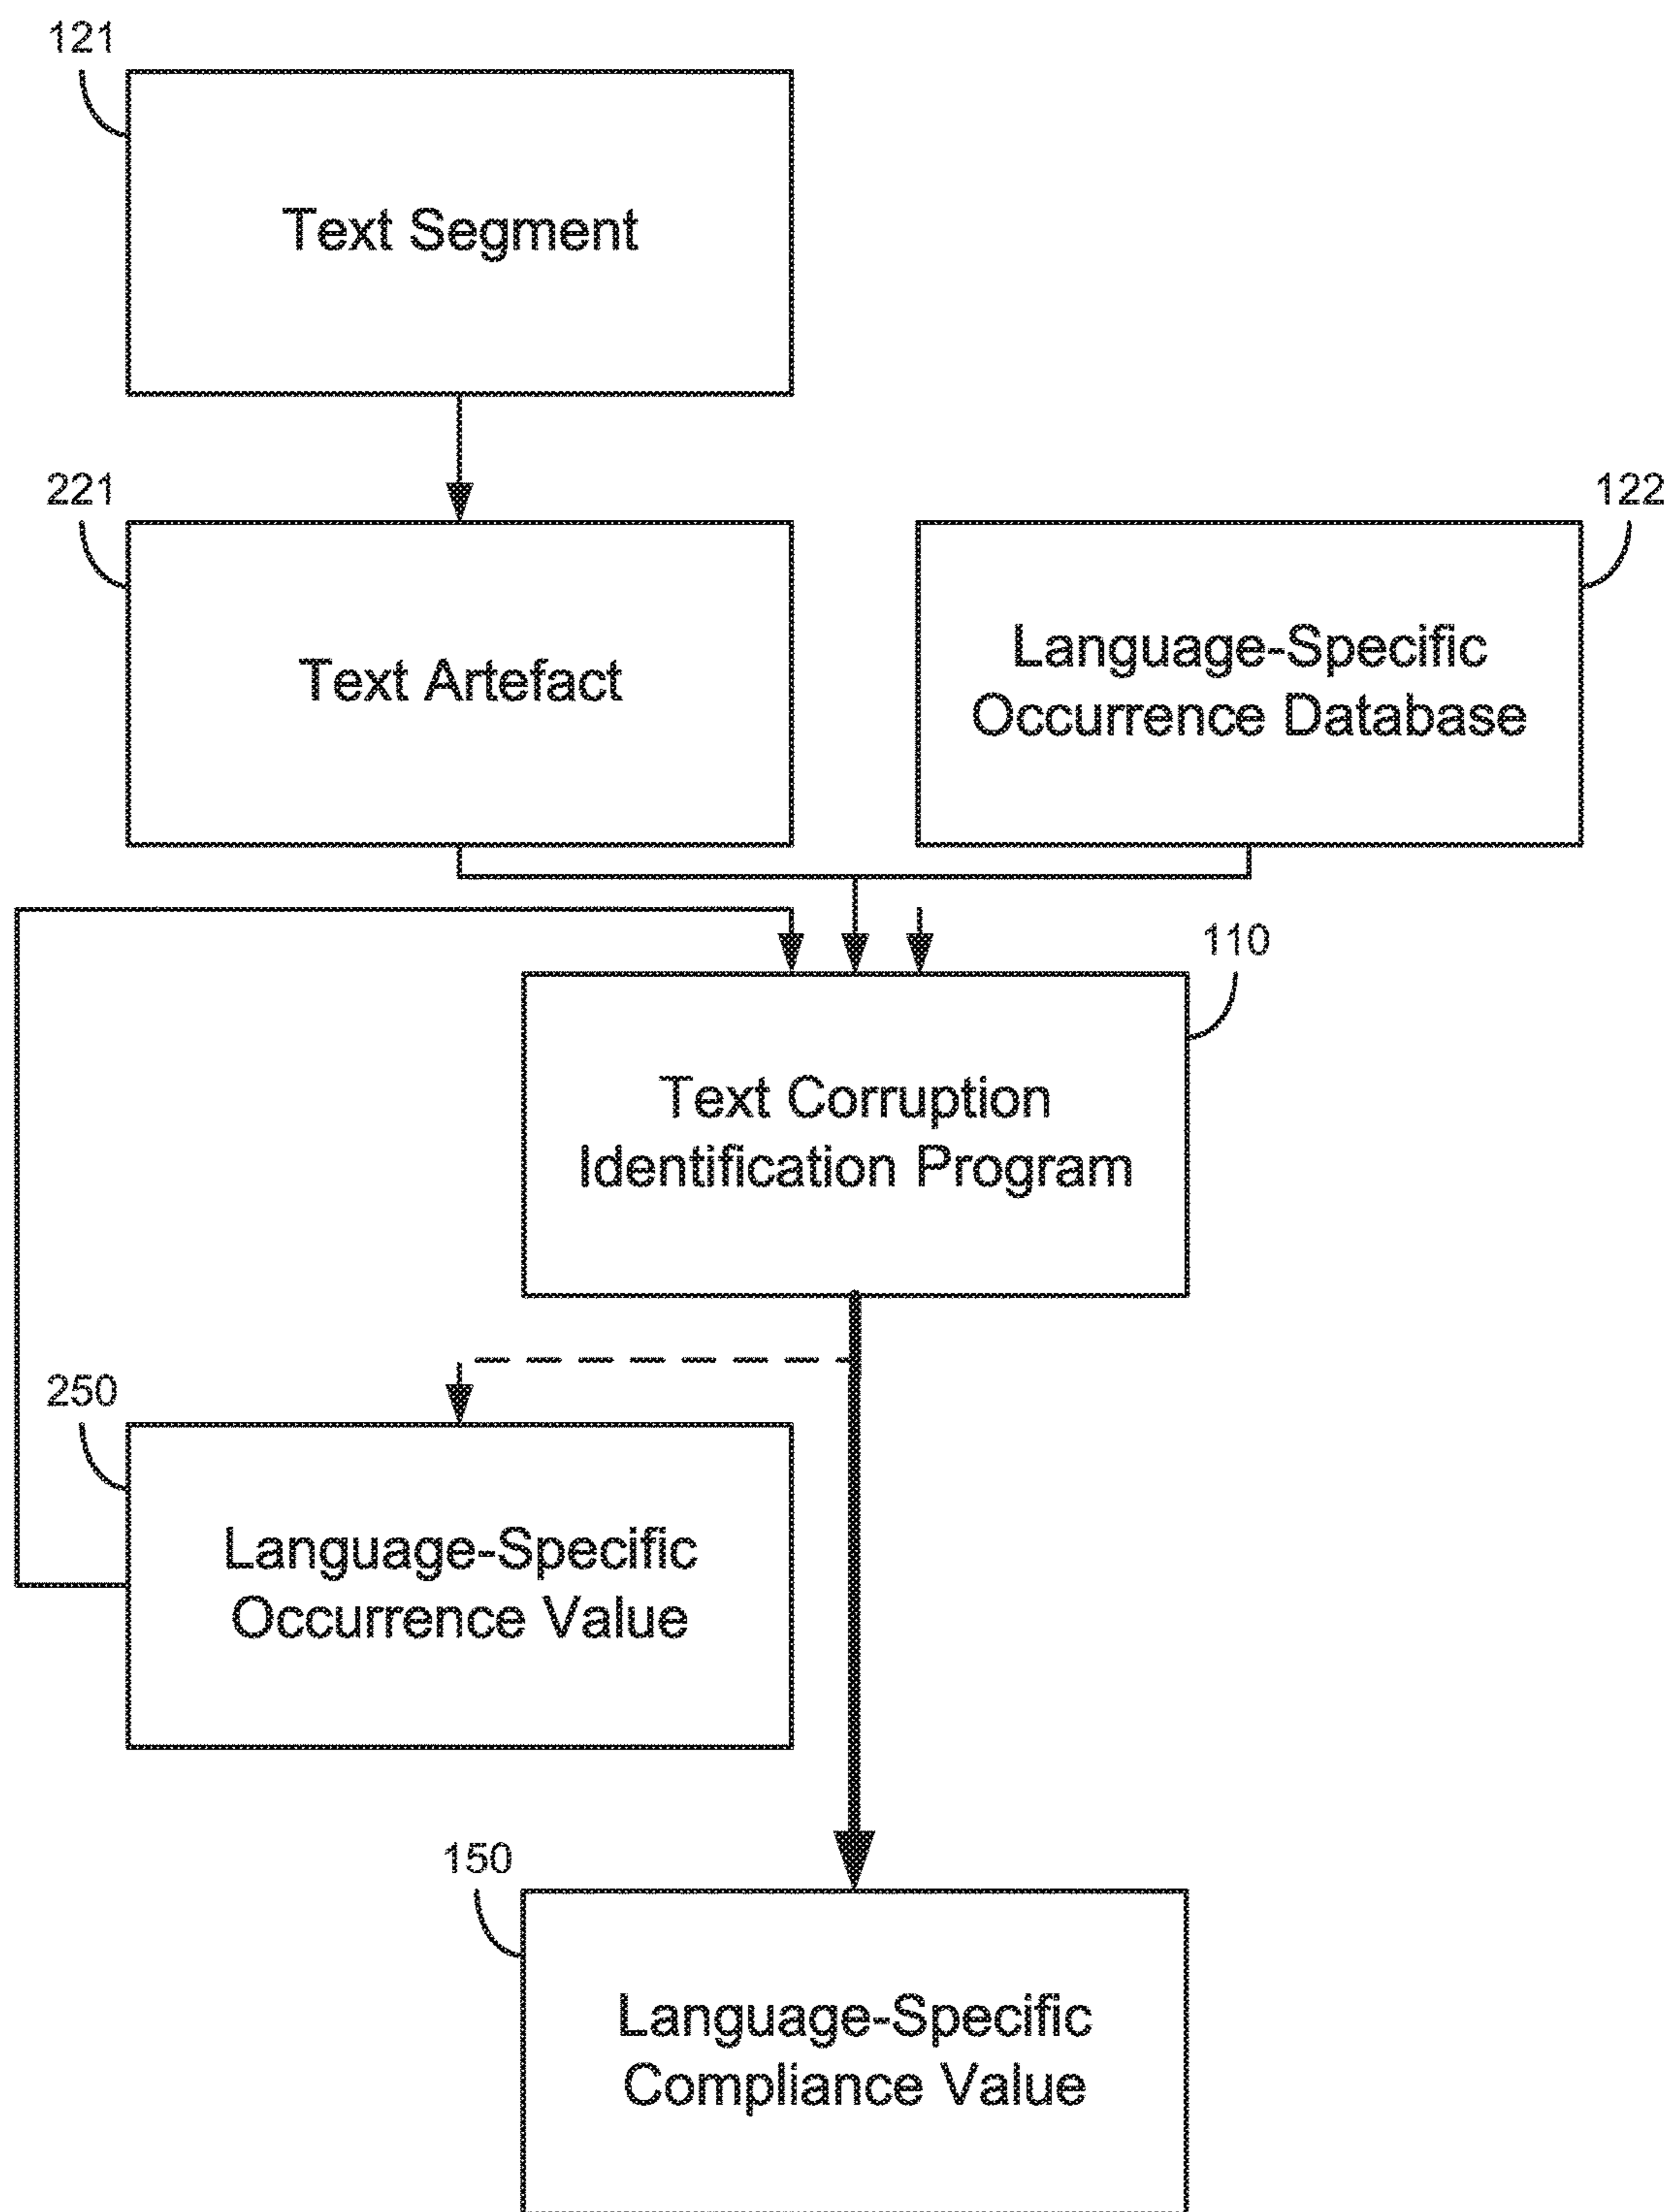 121
Text Segment
221
122
Text Artefact
Language-Specific
Occurrence Database
110
Text Corruption
Identification Program
250
Language-Specific
Occurrence Value
150
Language-Specific
Compliance Value